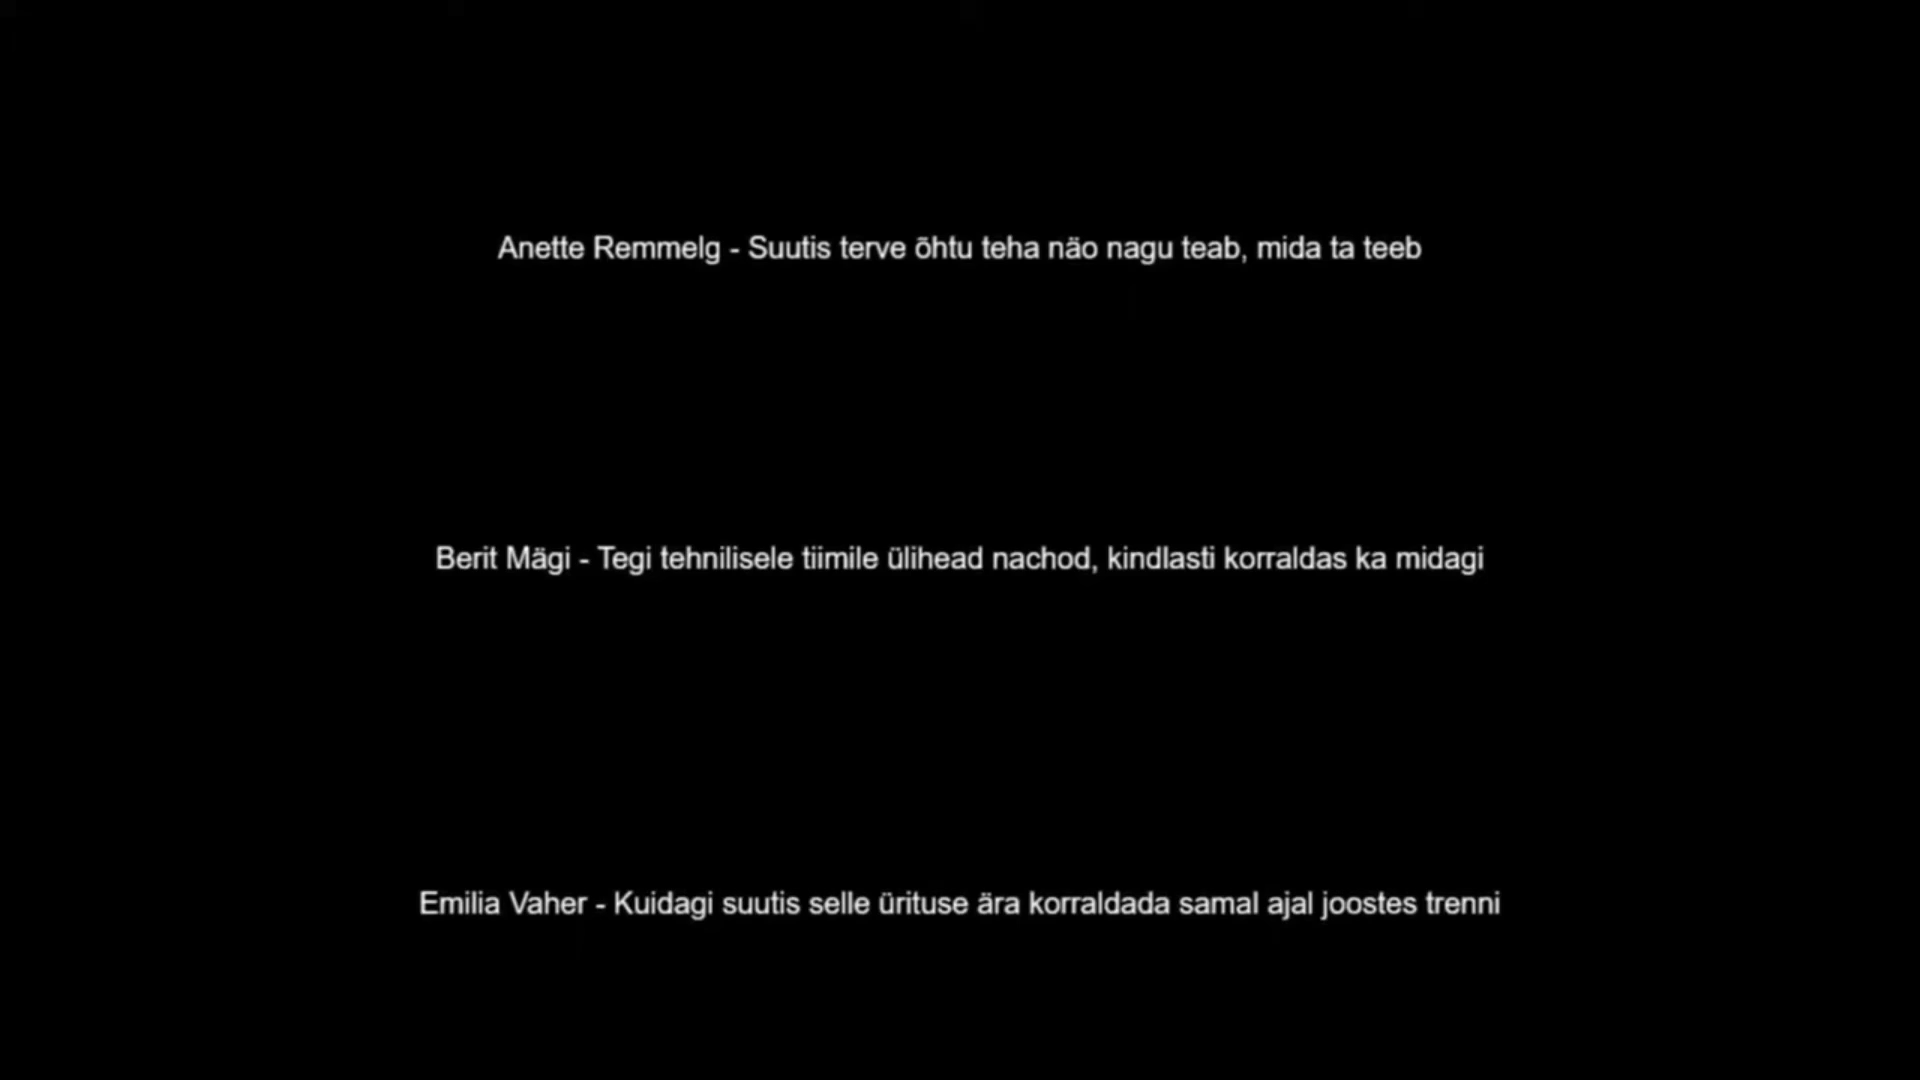 Anette Remmelg - Suutis terve õhtu teha näo nagu teab, mida ta teeb
Berit Mägi - Tegi tehnilisele tiimile ülihead nachod, kindlasti korraldas ka midagi
Emilia Vaher - Kuidagi suutis selle ürituse ära korraldada samal ajal joostes trenni